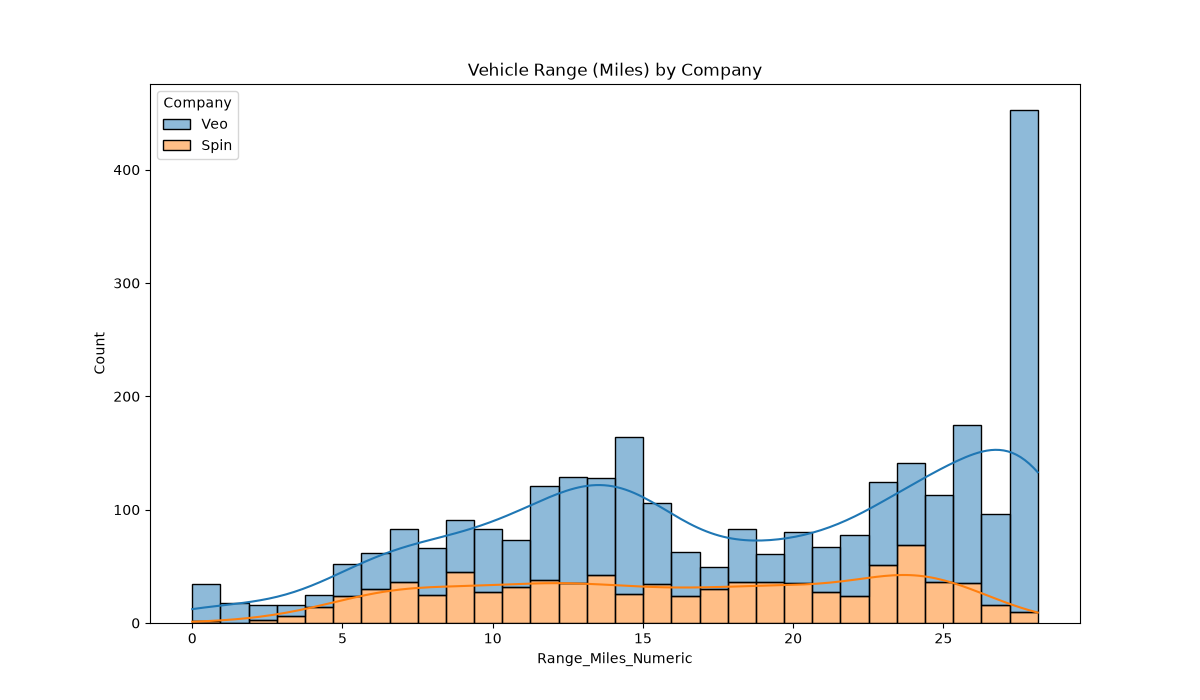 Vehicle Range (Miles) by Company
Company
Veo
Spin
400
300
200
100
0
Count
0 5 10 15 20 25
Range_Miles_Numeric